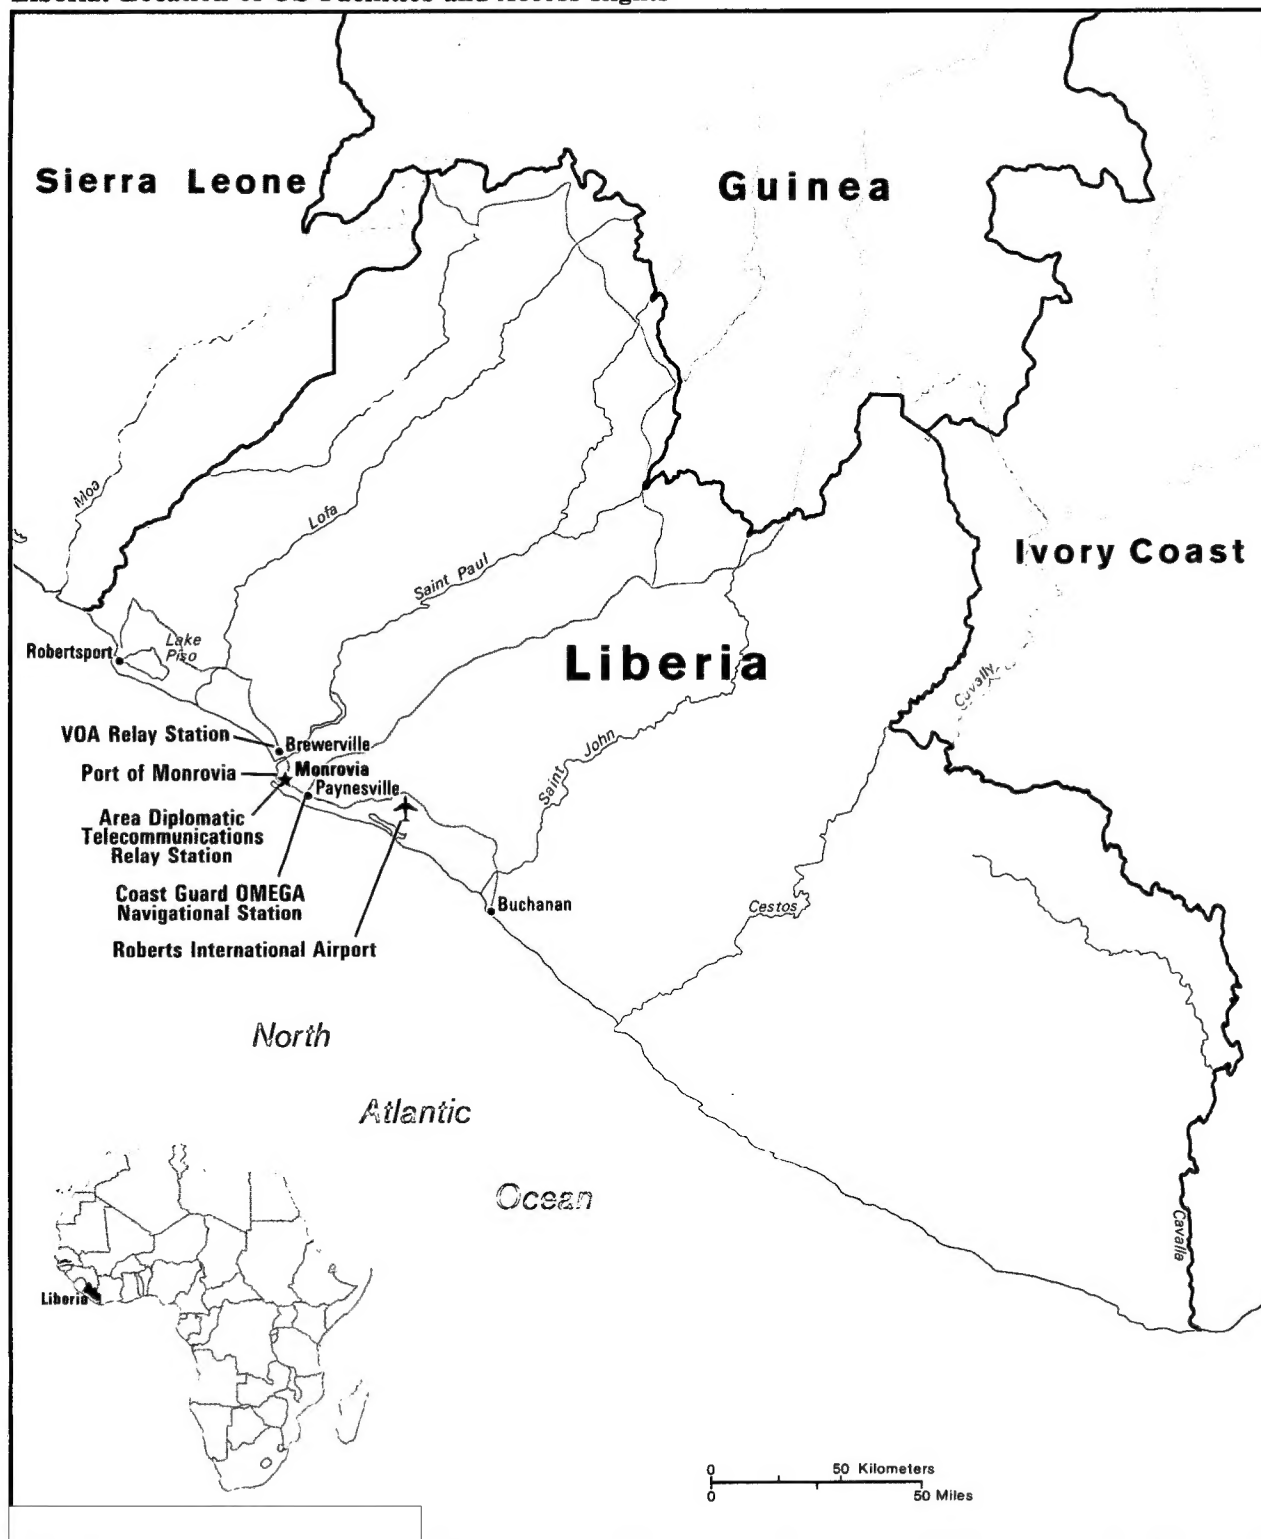 Liberia: Location of US Facilities and Access Rights
Sierra Leone
Guinea
Moa
Lofa
Saint Paul
Ivory Coast
Liberia
Lake
Piso
Robertsport
Cavally
VOA Relay Station
Brewerville
Port of Monrovia
Monrovia
Paynesville
Saint John
Area Diplomatic
Telecommunications
Relay Station
Coast Guard OMEGA
Navigational Station
Roberts International Airport
Buchanan
Cestos
North
Atlantic
Ocean
Cavalla
Liberia
0 50 Kilometers
0 50 Miles